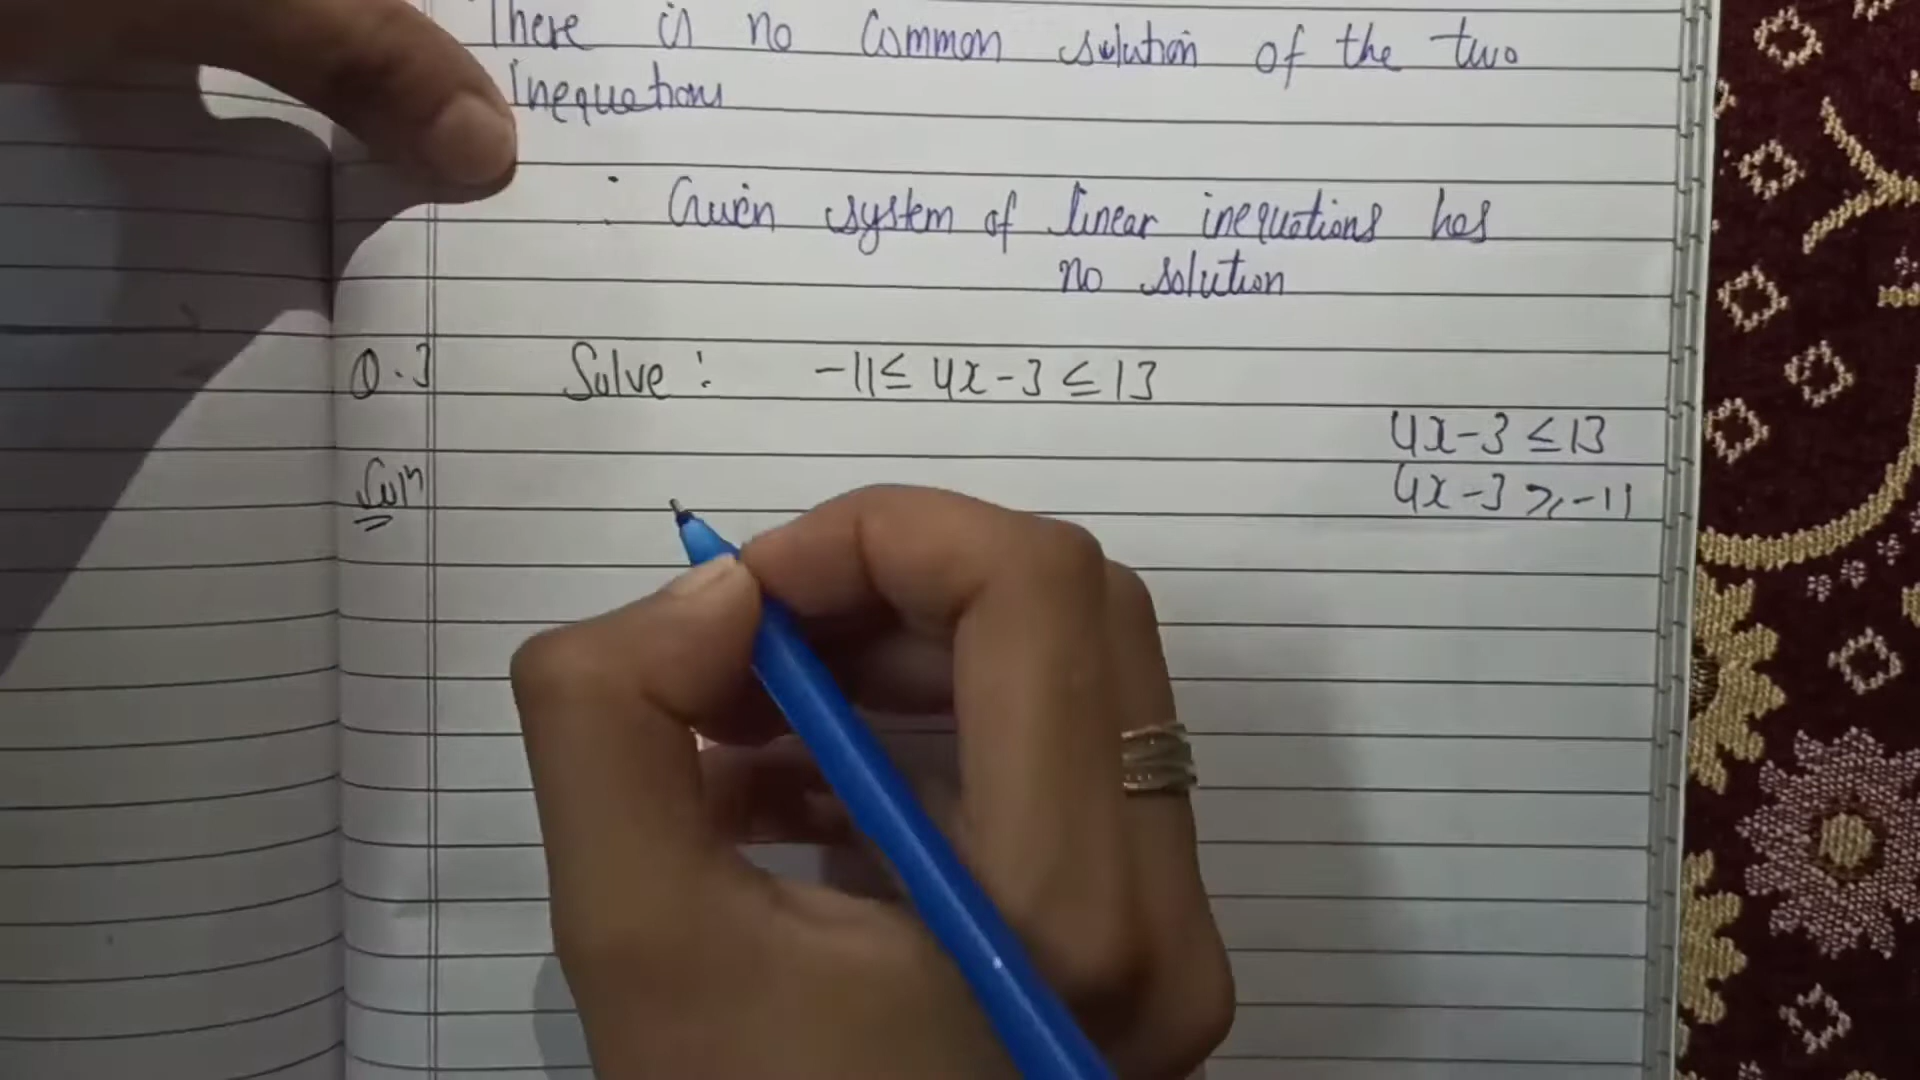 There is no Common solution of the two
Inequations
∴ Given system of linear inequations has
no solution
Q.3 Solve : -11 ≤ 4x-3 ≤ 13
4x-3 ≤ 13
Soln
4x-3 ≥ -11